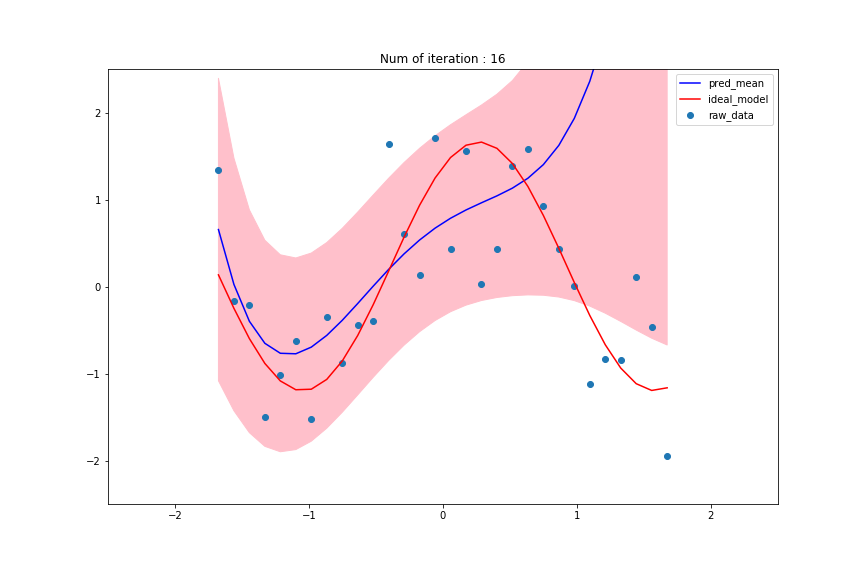 Num of iteration : 16
pred_mean
ideal_model
raw_data
2
1
0
−1
−2
−2
−1
0
1
2